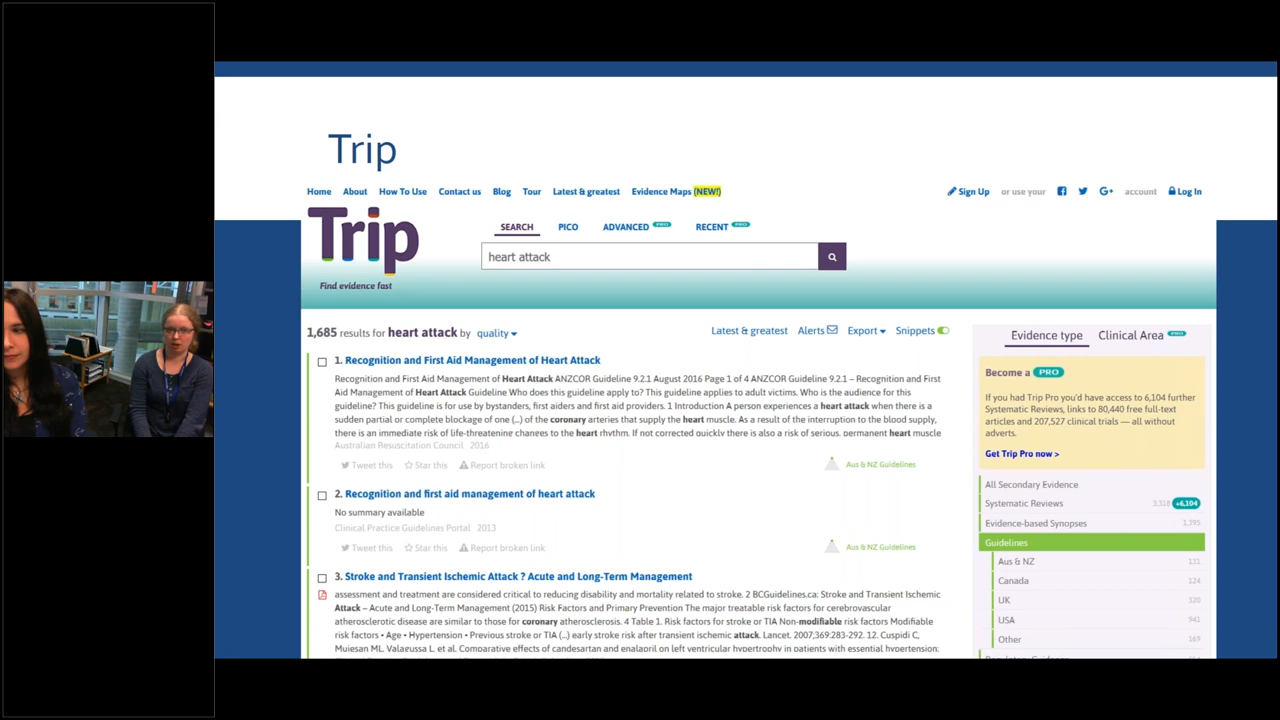 Trip
Home About How To Use Contact us Blog Tour Latest & greatest Evidence Maps (NEW!) Sign Up or use your account Log In
Trip
Find evidence fast
SEARCH PICO ADVANCED PRO RECENT PRO
heart attack
1,685 results for heart attack by quality
Latest & greatest Alerts Export Snippets
1. Recognition and First Aid Management of Heart Attack
Recognition and First Aid Management of Heart Attack ANZCOR Guideline 9.2.1 August 2016 Page 1 of 4 ANZCOR Guideline 9.2.1 – Recognition and First
Aid Management of Heart Attack Guideline Who does this guideline apply to? This guideline applies to adult victims. Who is the audience for this
guideline? This guideline is for use by bystanders, first aiders and first aid providers. 1 Introduction A person experiences a heart attack when there is a
sudden partial or complete blockage of one (...) of the coronary arteries that supply the heart muscle. As a result of the interruption to the blood supply,
there is an immediate risk of life-threatening changes to the heart rhythm. If not corrected quickly there is also a risk of serious, permanent heart muscle
Australian Resuscitation Council 2016
Tweet this Star this Report broken link Aus & NZ Guidelines
2. Recognition and first aid management of heart attack
No summary available
Clinical Practice Guidelines Portal 2013
Tweet this Star this Report broken link Aus & NZ Guidelines
3. Stroke and Transient Ischemic Attack ? Acute and Long-Term Management
assessment and treatment are considered critical to reducing disability and mortality related to stroke. 2 BCGuidelines.ca: Stroke and Transient Ischemic
Attack – Acute and Long-Term Management (2015) Risk Factors and Primary Prevention The major treatable risk factors for cerebrovascular
atherosclerotic disease are similar to those for coronary atherosclerosis. 4 Table 1. Risk factors for stroke or TIA Non-modifiable risk factors Modifiable
risk factors • Age • Hypertension • Previous stroke or TIA (...) early stroke risk after transient ischemic attack. Lancet. 2007;369:283-292. 12. Cuspidi C,
Muiesan ML, Valagussa L, et al. Comparative effects of candesartan and enalapril on left ventricular hypertrophy in patients with essential hypertension:
Evidence type Clinical Area PRO
Become a PRO
If you had Trip Pro you'd have access to 6,104 further
Systematic Reviews, links to 80,440 free full-text
articles and 207,527 clinical trials — all without
adverts.
Get Trip Pro now >
All Secondary Evidence
Systematic Reviews 3,318 +6,104
Evidence-based Synopses 1,195
Guidelines
Aus & NZ 131
Canada 124
UK 320
USA 941
Other 169